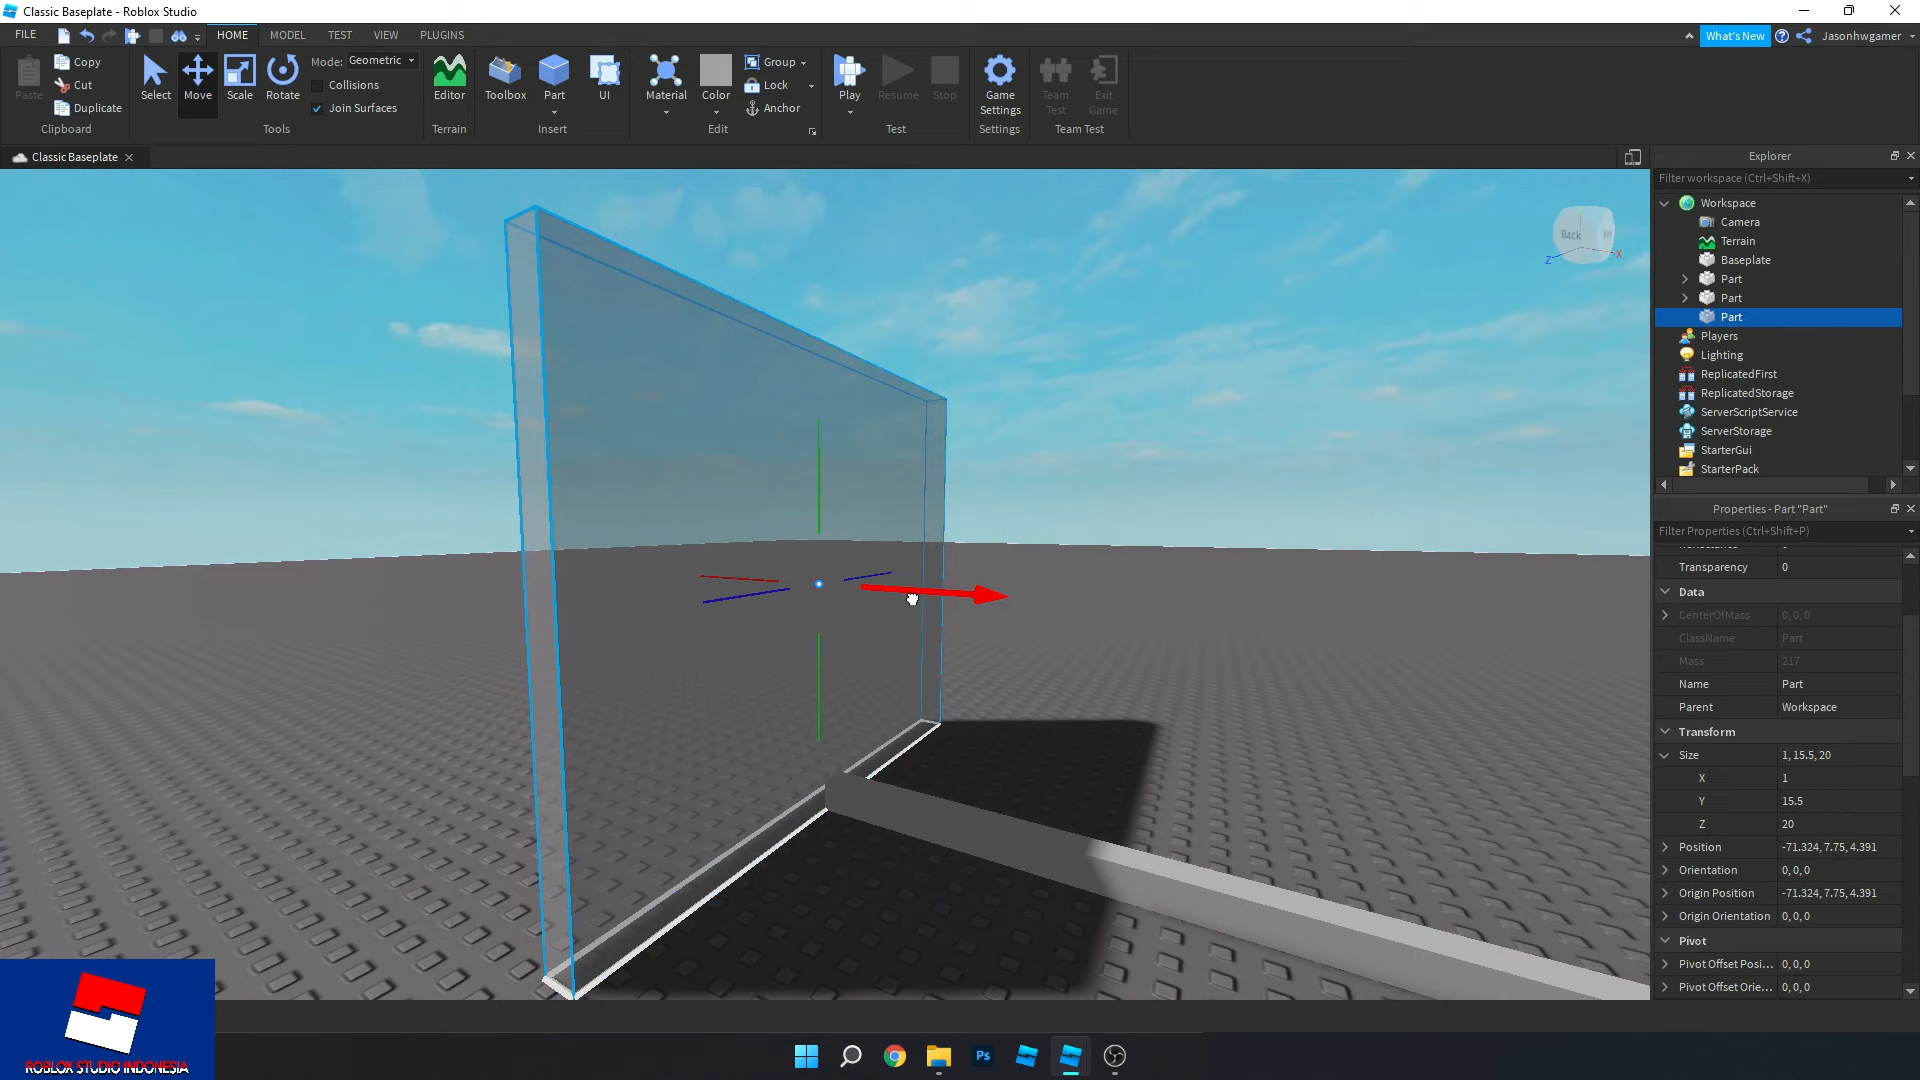 Classic Baseplate - Roblox Studio
FILE
HOME
MODEL
TEST
VIEW
PLUGINS
What's New
Jasonhwgamer
Paste
Copy
Cut
Duplicate
Clipboard
Select
Move
Scale
Rotate
Mode: Geometric
Collisions
Join Surfaces
Tools
Editor
Terrain
Toolbox
Part
UI
Insert
Material
Color
Group
Lock
Anchor
Edit
Play
Resume
Stop
Test
Game
Settings
Settings
Team
Test
Exit
Game
Team Test
Classic Baseplate
Back
Z
X
Explorer
Filter workspace (Ctrl+Shift+X)
Workspace
Camera
Terrain
Baseplate
Part
Part
Part
Players
Lighting
ReplicatedFirst
ReplicatedStorage
ServerScriptService
ServerStorage
StarterGui
StarterPack
Properties - Part "Part"
Filter Properties (Ctrl+Shift+P)
Transparency 0
Data
CenterOfMass 0, 0, 0
ClassName Part
Mass 217
Name Part
Parent Workspace
Transform
Size 1, 15.5, 20
X 1
Y 15.5
Z 20
Position -71.324, 7.75, 4.391
Orientation 0, 0, 0
Origin Position -71.324, 7.75, 4.391
Origin Orientation 0, 0, 0
Pivot
Pivot Offset Posi... 0, 0, 0
Pivot Offset Orie... 0, 0, 0
ROBLOX STUDIO INDONESIA
Ps